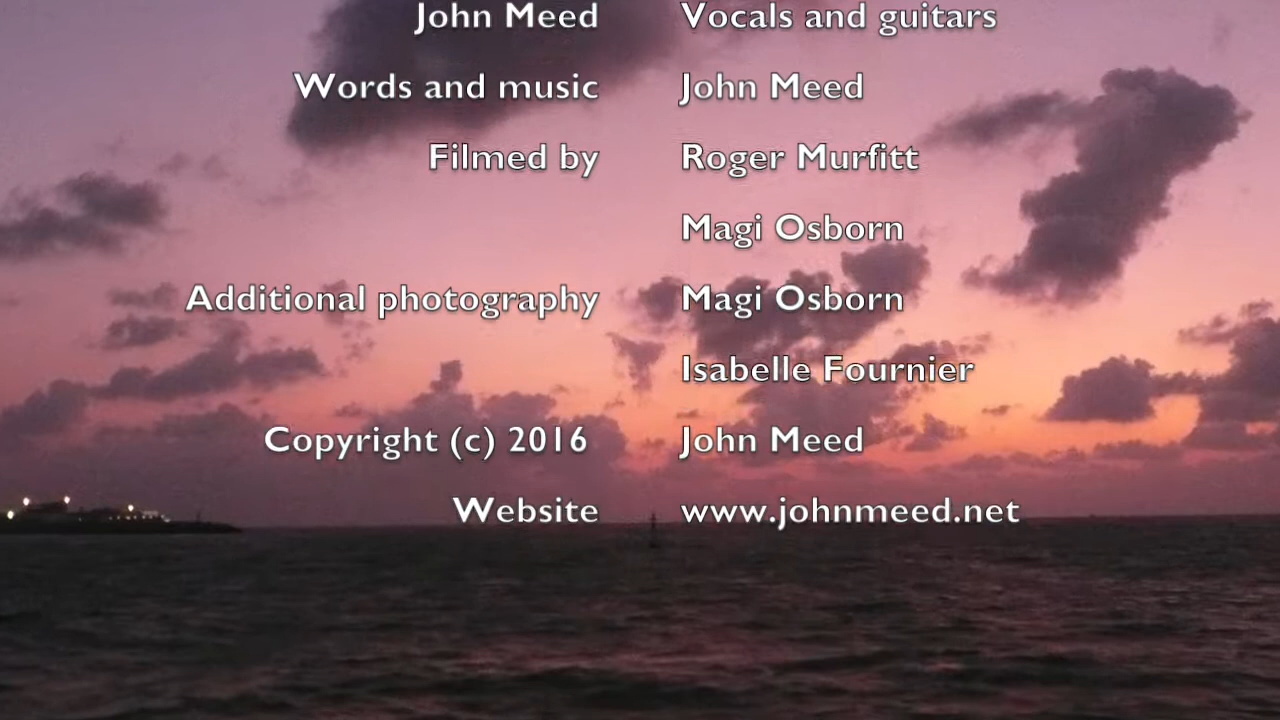 John Meed Vocals and guitars
Words and music John Meed
Filmed by Roger Murfitt
Magi Osborn
Additional photography Magi Osborn
Isabelle Fournier
Copyright (c) 2016 John Meed
Website www.johnmeed.net